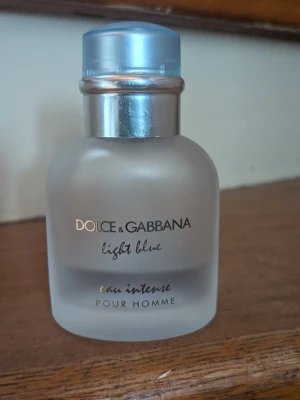 DOLCE & GABBANA
light blue
eau intense
POUR HOMME